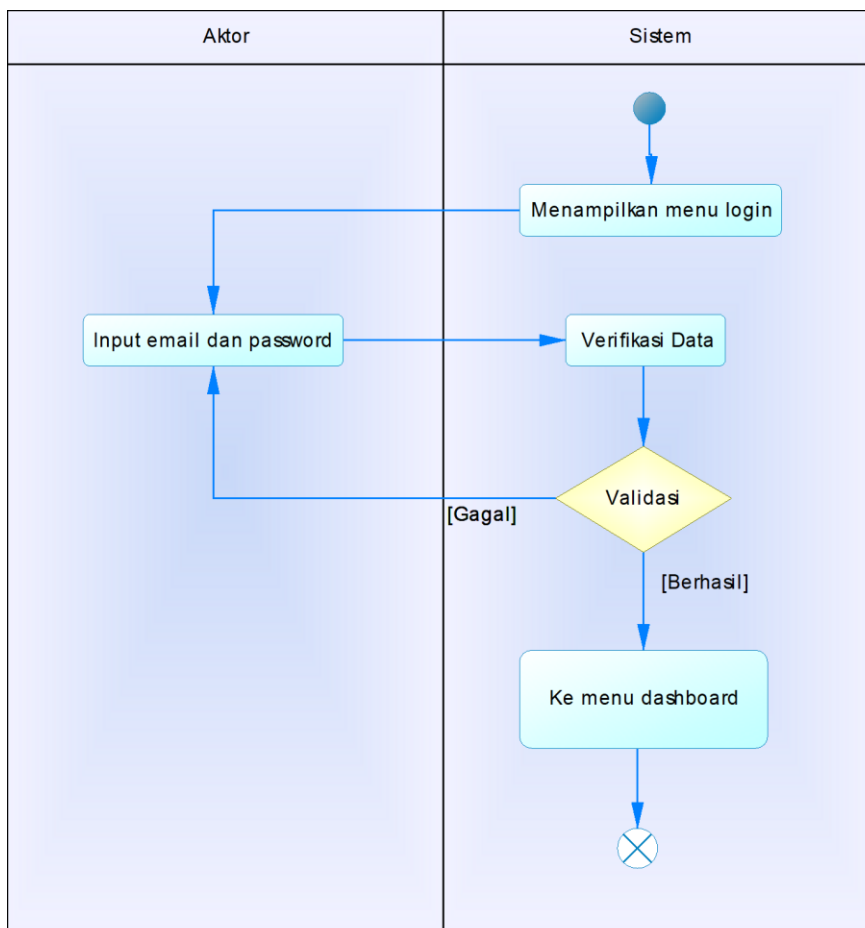 Aktor
Sistem
Menampilkan menu login
Input email dan password
Verifikasi Data
Validasi
[Gagal]
[Berhasil]
Ke menu dashboard